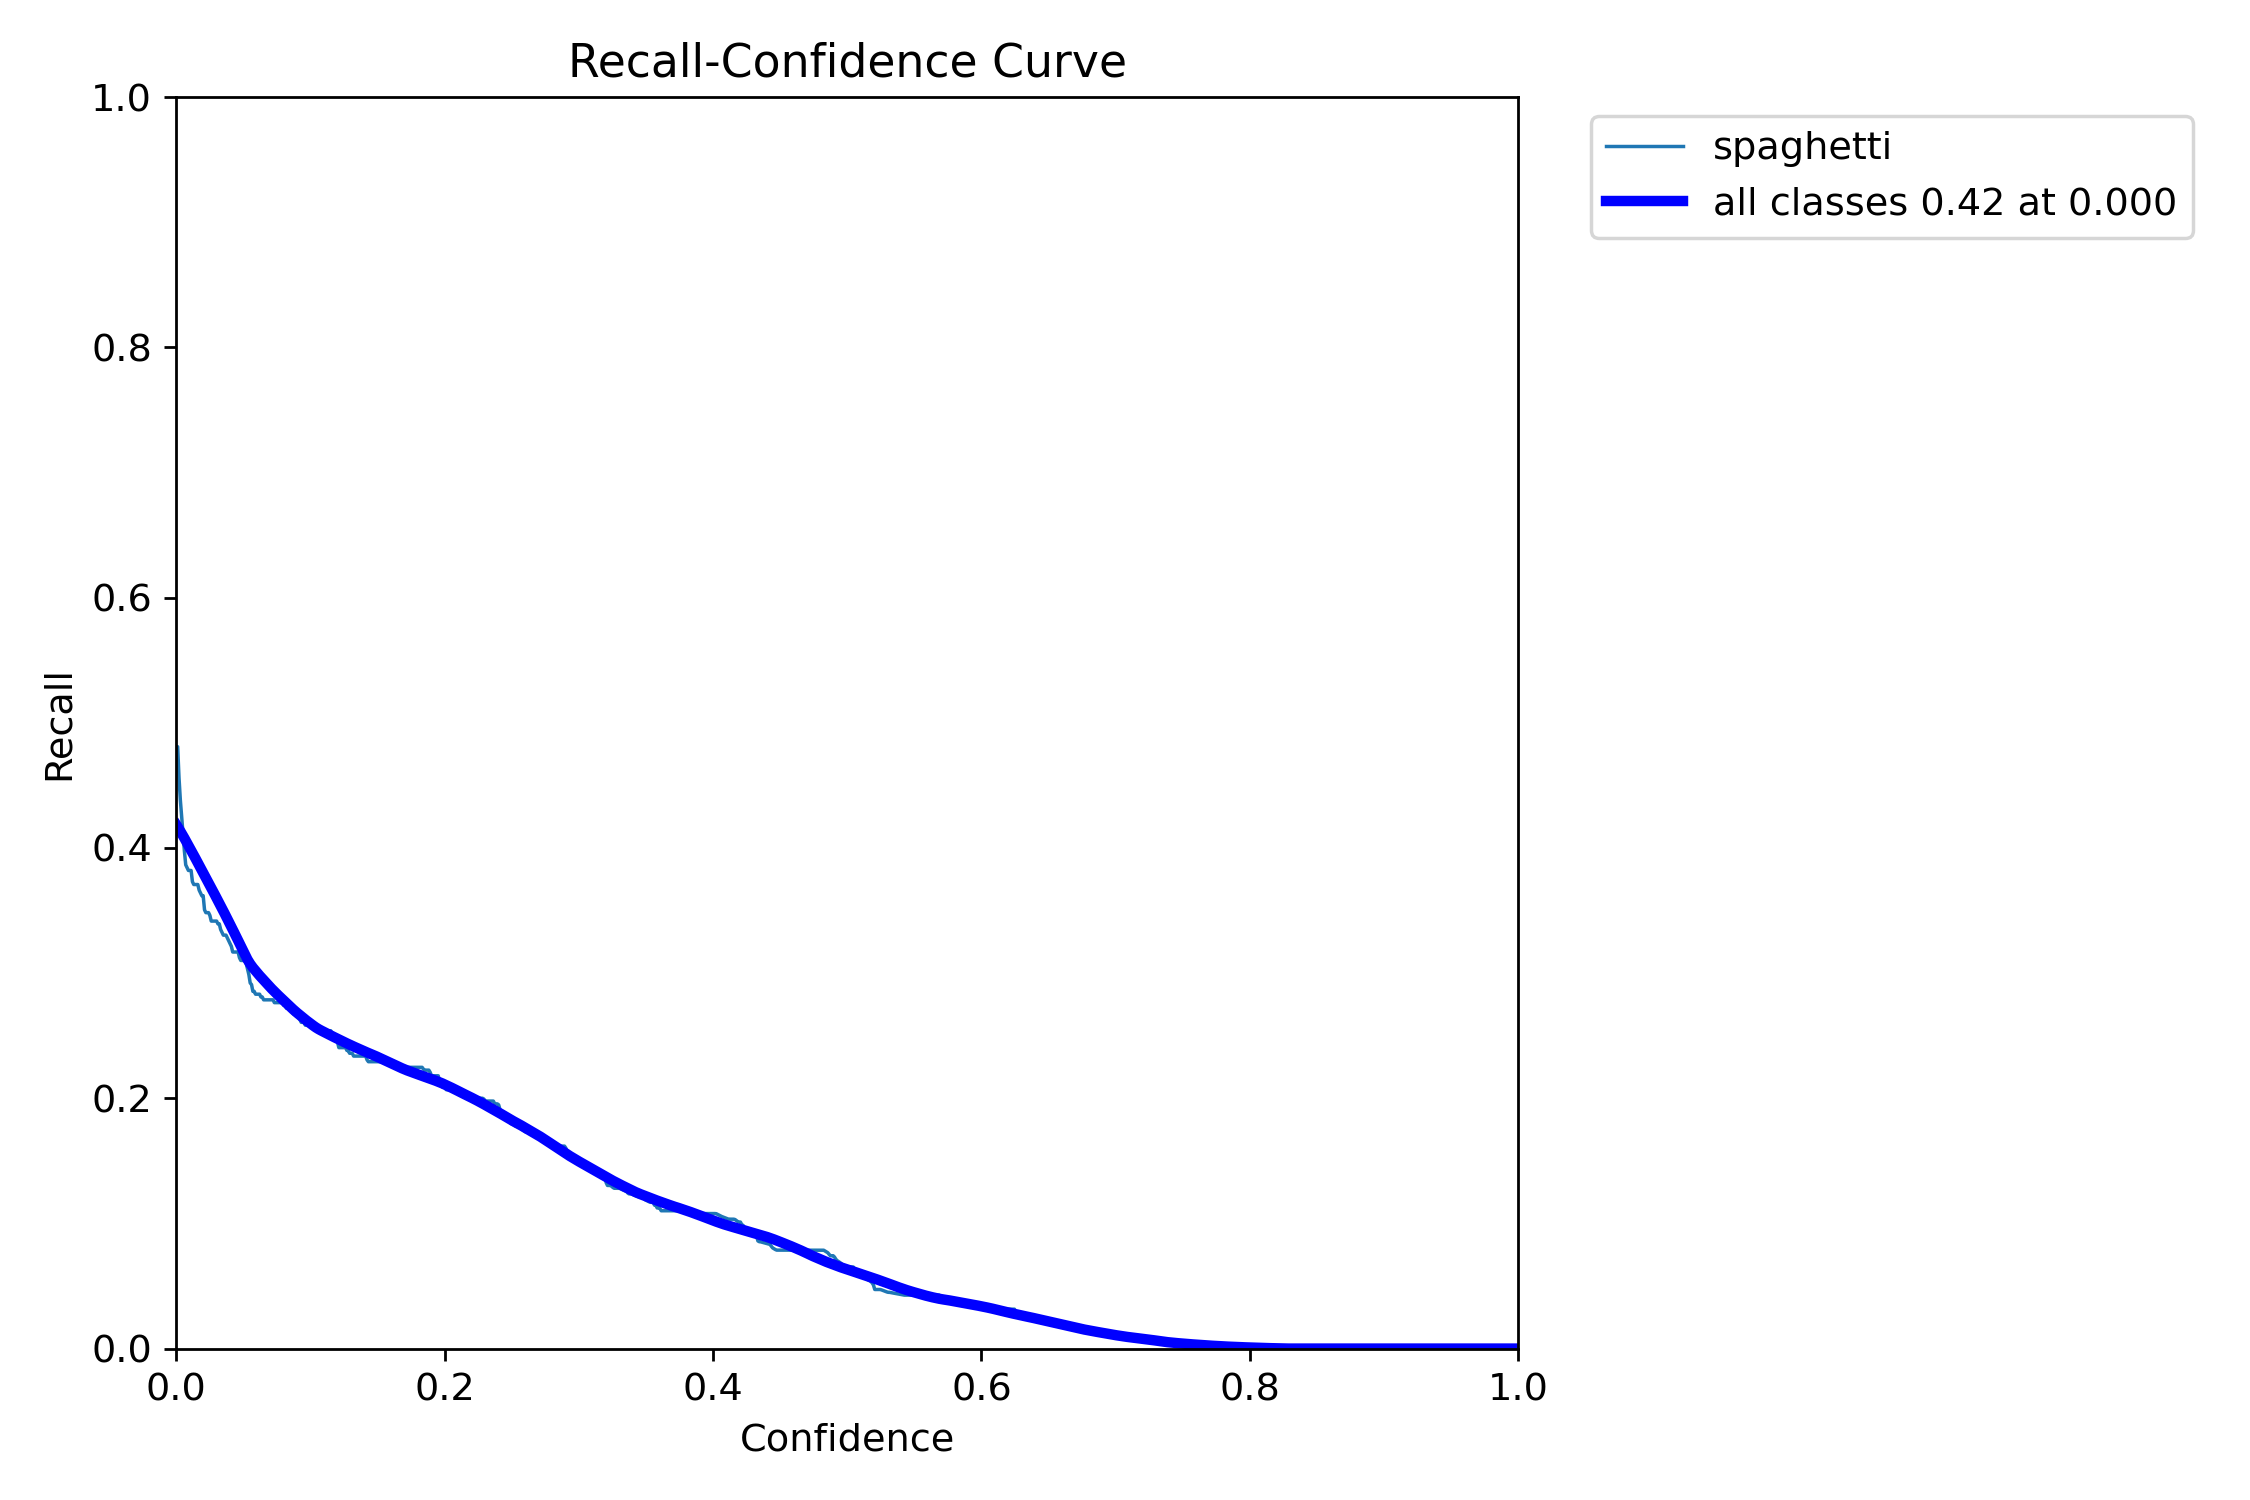 Recall-Confidence Curve
spaghetti
all classes 0.42 at 0.000
1.0
0.8
0.6
0.4
0.2
0.0
Recall
0.0 0.2 0.4 0.6 0.8 1.0
Confidence